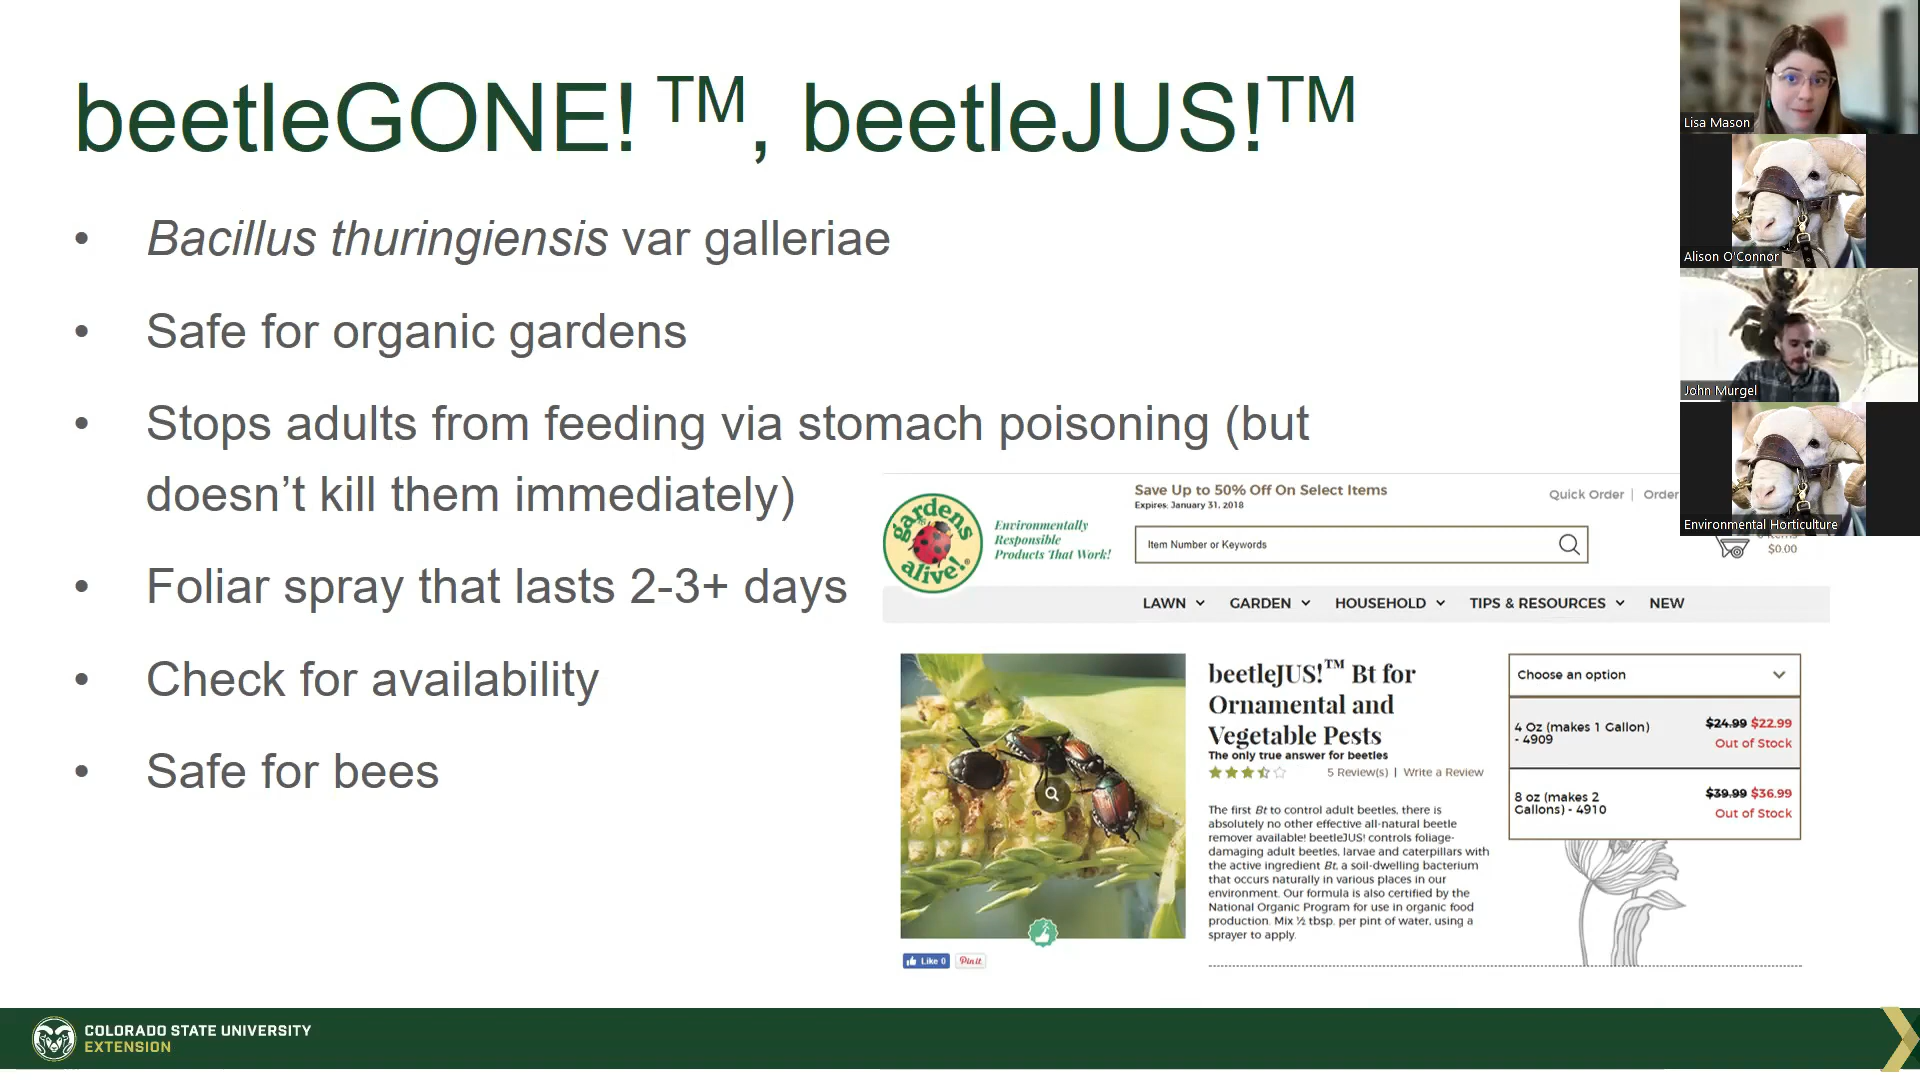 beetleGONE! ™, beetleJUS!™
• Bacillus thuringiensis var galleriae
• Safe for organic gardens
• Stops adults from feeding via stomach poisoning (but
doesn't kill them immediately)
• Foliar spray that lasts 2-3+ days
• Check for availability
• Safe for bees
gardens
alive!
Environmentally
Responsible
Products That Work!
Save Up to 50% Off On Select Items
Expires: January 31, 2018
Item Number or Keywords
Quick Order | Order
$0.00
LAWN GARDEN HOUSEHOLD TIPS & RESOURCES NEW
beetleJUS!™ Bt for
Ornamental and
Vegetable Pests
The only true answer for beetles
5 Review(s) | Write a Review
The first Bt to control adult beetles, there is
absolutely no other effective all-natural beetle
remover available! beetleJUS! controls foliage-
damaging adult beetles, larvae and caterpillars with
the active ingredient Bt, a soil-dwelling bacterium
that occurs naturally in various places in our
environment. Our formula is also certified by the
National Organic Program for use in organic food
production. Mix ½ tbsp. per pint of water, using a
sprayer to apply.
Choose an option
4 Oz (makes 1 Gallon)
- 4909
$24.99 $22.99
Out of Stock
8 oz (makes 2
Gallons) - 4910
$39.99 $36.99
Out of Stock
Like 0
Pin it
Lisa Mason
Alison O'Connor
John Murgel
Environmental Horticulture
COLORADO STATE UNIVERSITY
EXTENSION